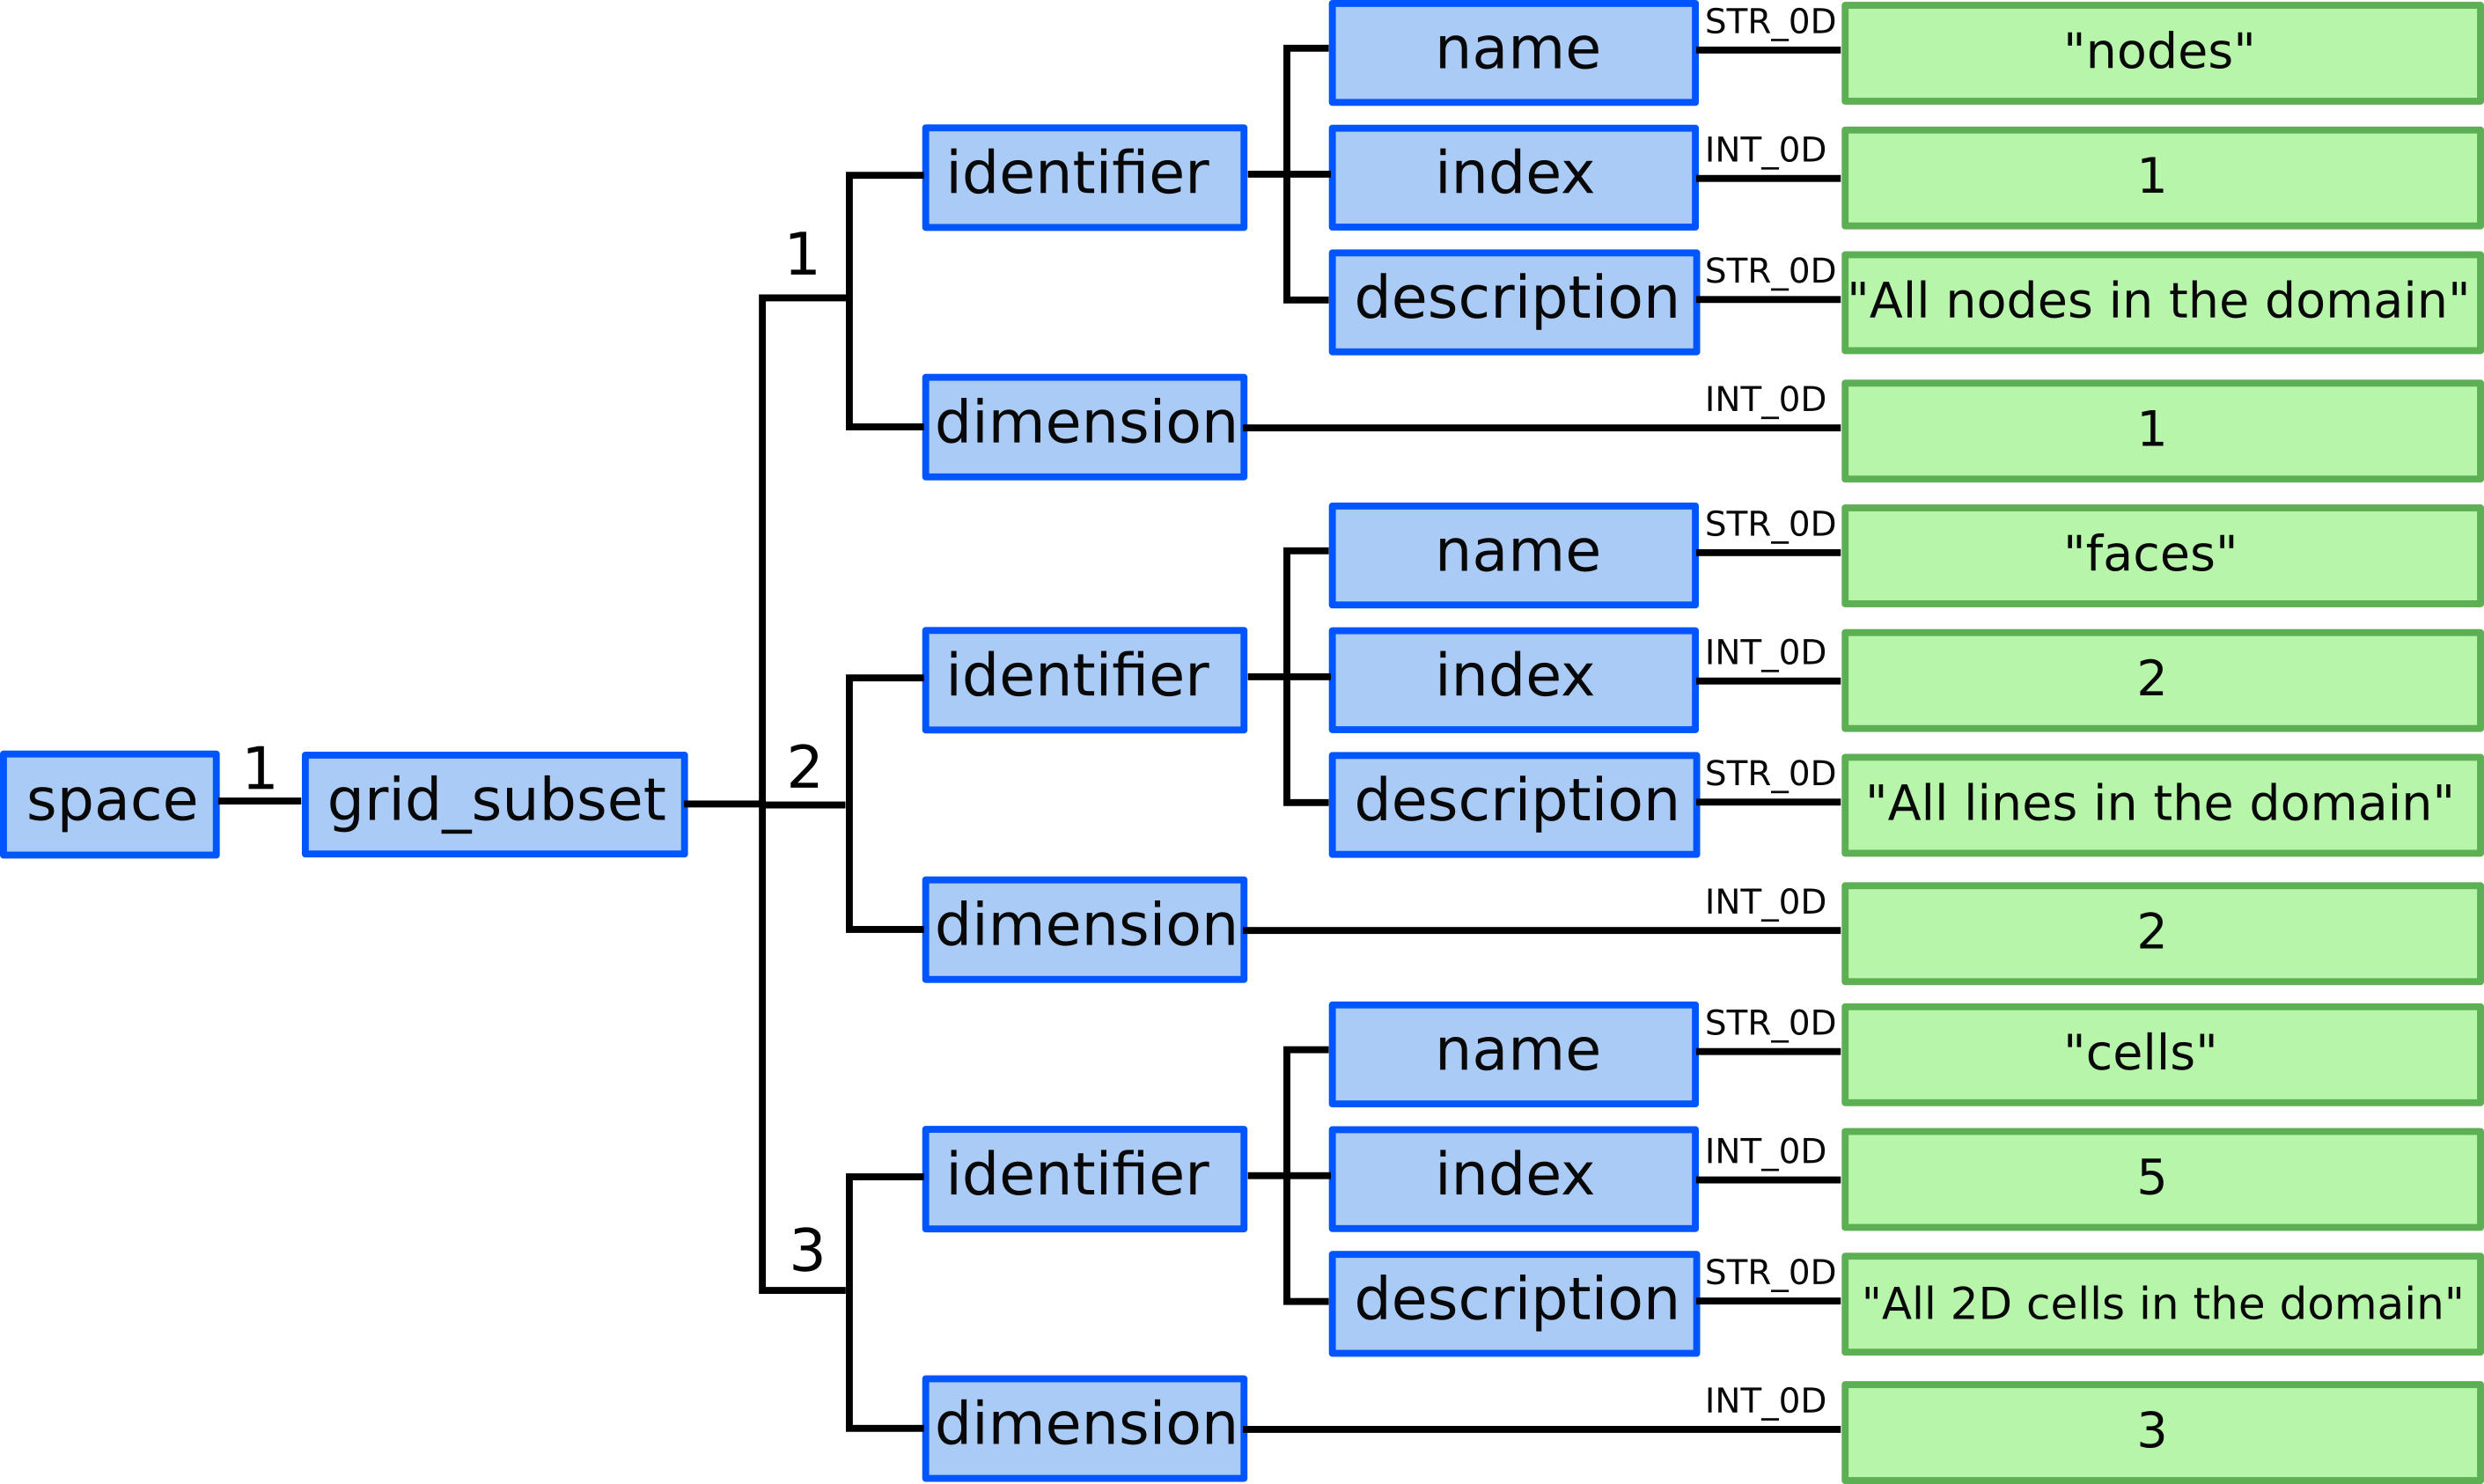 space
1
grid_subset
1
identifier
name
STR_0D
"nodes"
index
INT_0D
1
description
STR_0D
"All nodes in the domain"
dimension
INT_0D
1
2
identifier
name
STR_0D
"faces"
index
INT_0D
2
description
STR_0D
"All lines in the domain"
dimension
INT_0D
2
3
identifier
name
STR_0D
"cells"
index
INT_0D
5
description
STR_0D
"All 2D cells in the domain"
dimension
INT_0D
3